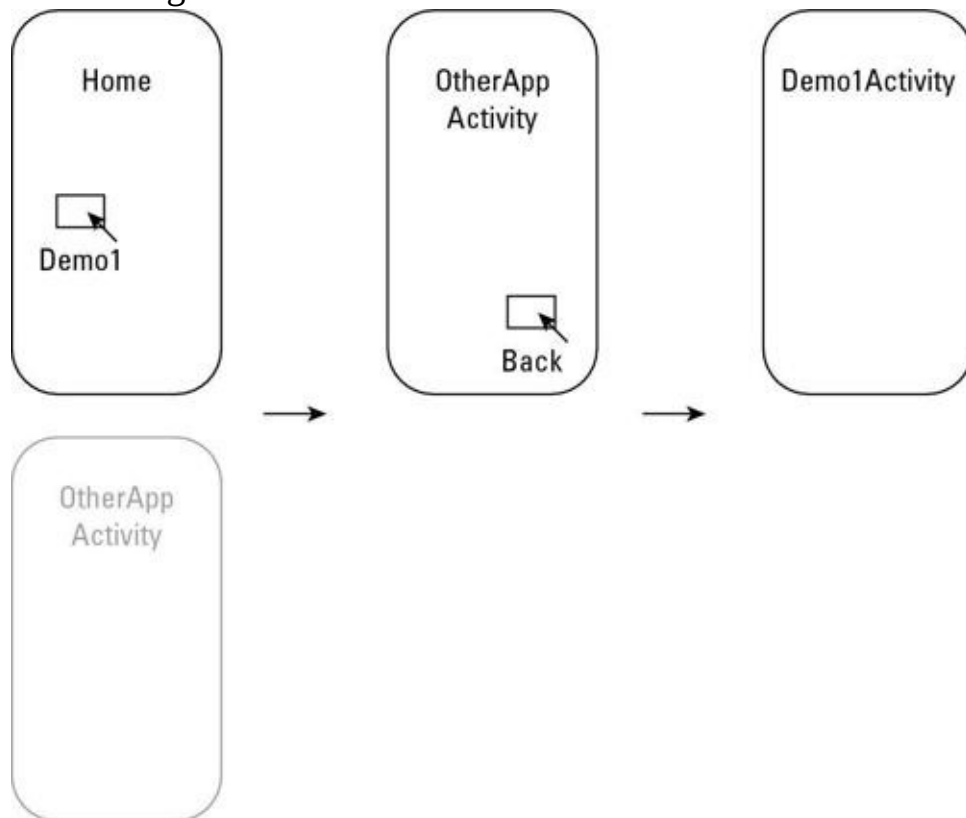 Home
Demo1
OtherApp
Activity
Back
Demo1Activity
OtherApp
Activity